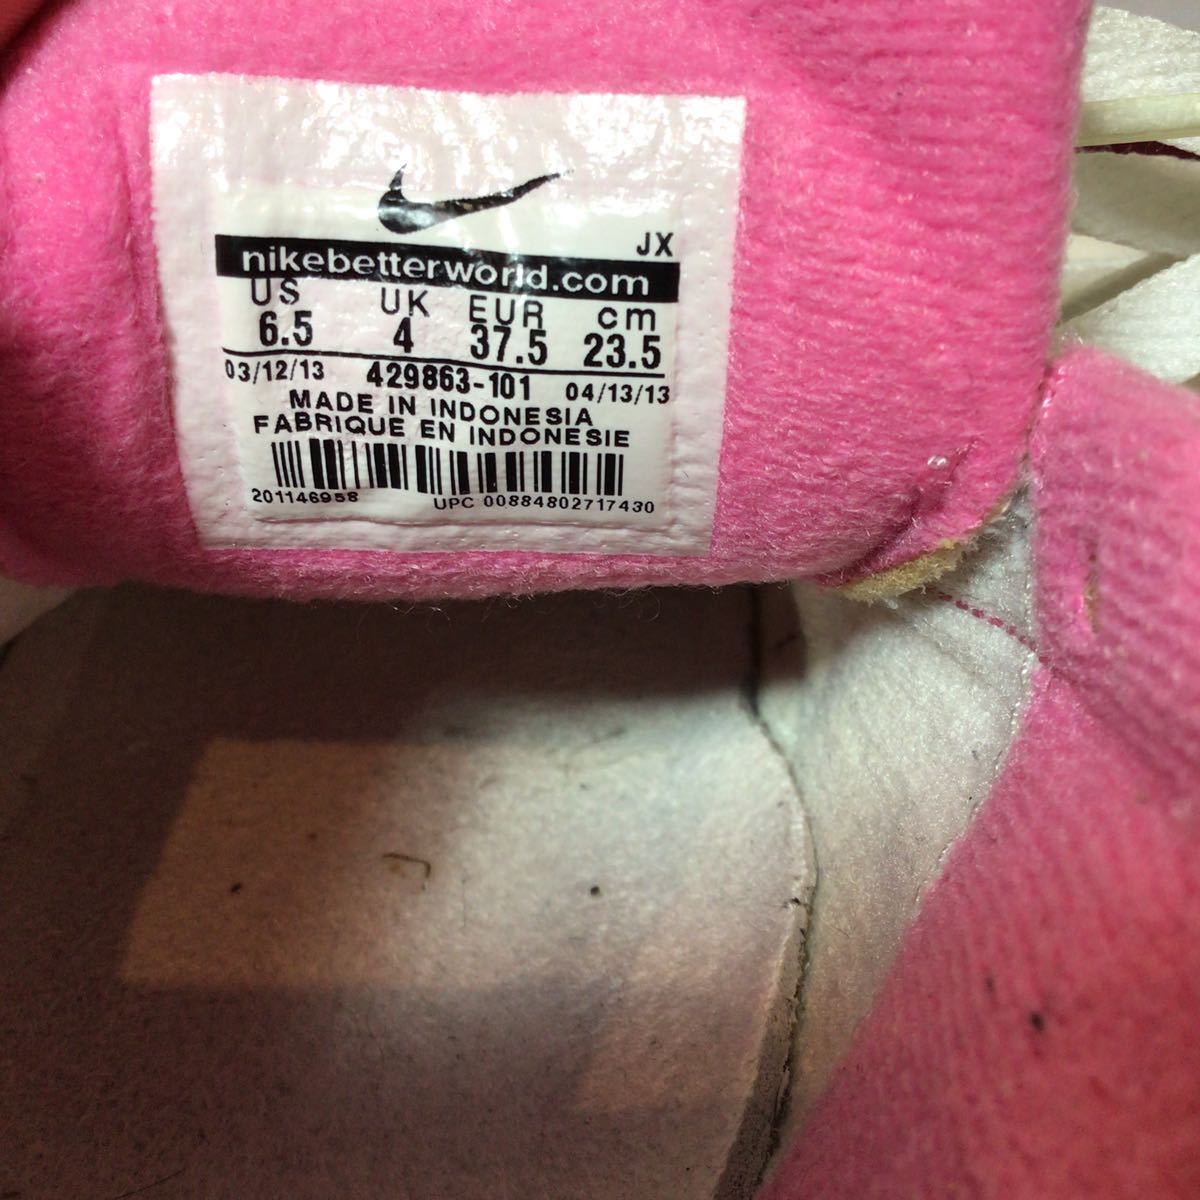 JX
nikebetterworld.com
US UK EUR cm
6.5 4 37.5 23.5
03/12/13 429863-101 04/13/13
MADE IN INDONESIA
FABRIQUE EN INDONESIE
201146958 UPC 00884802717430